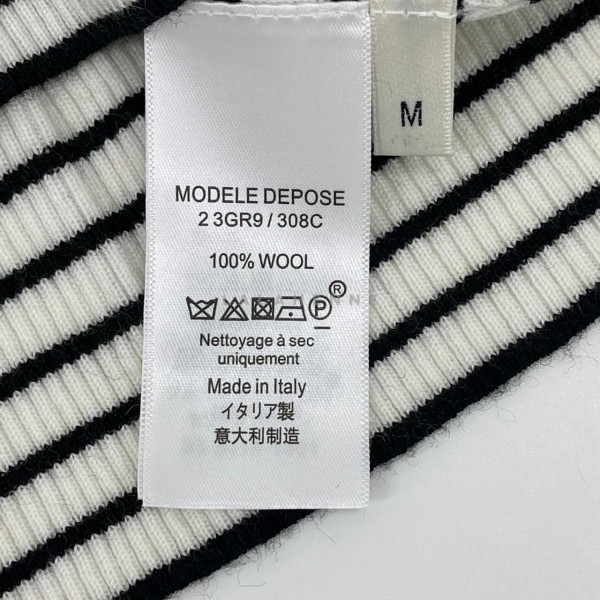 M
MODELE DEPOSE
2 3GR9 / 308C
100% WOOL
P®
Nettoyage à sec
uniquement
Made in Italy
イタリア製
意大利制造